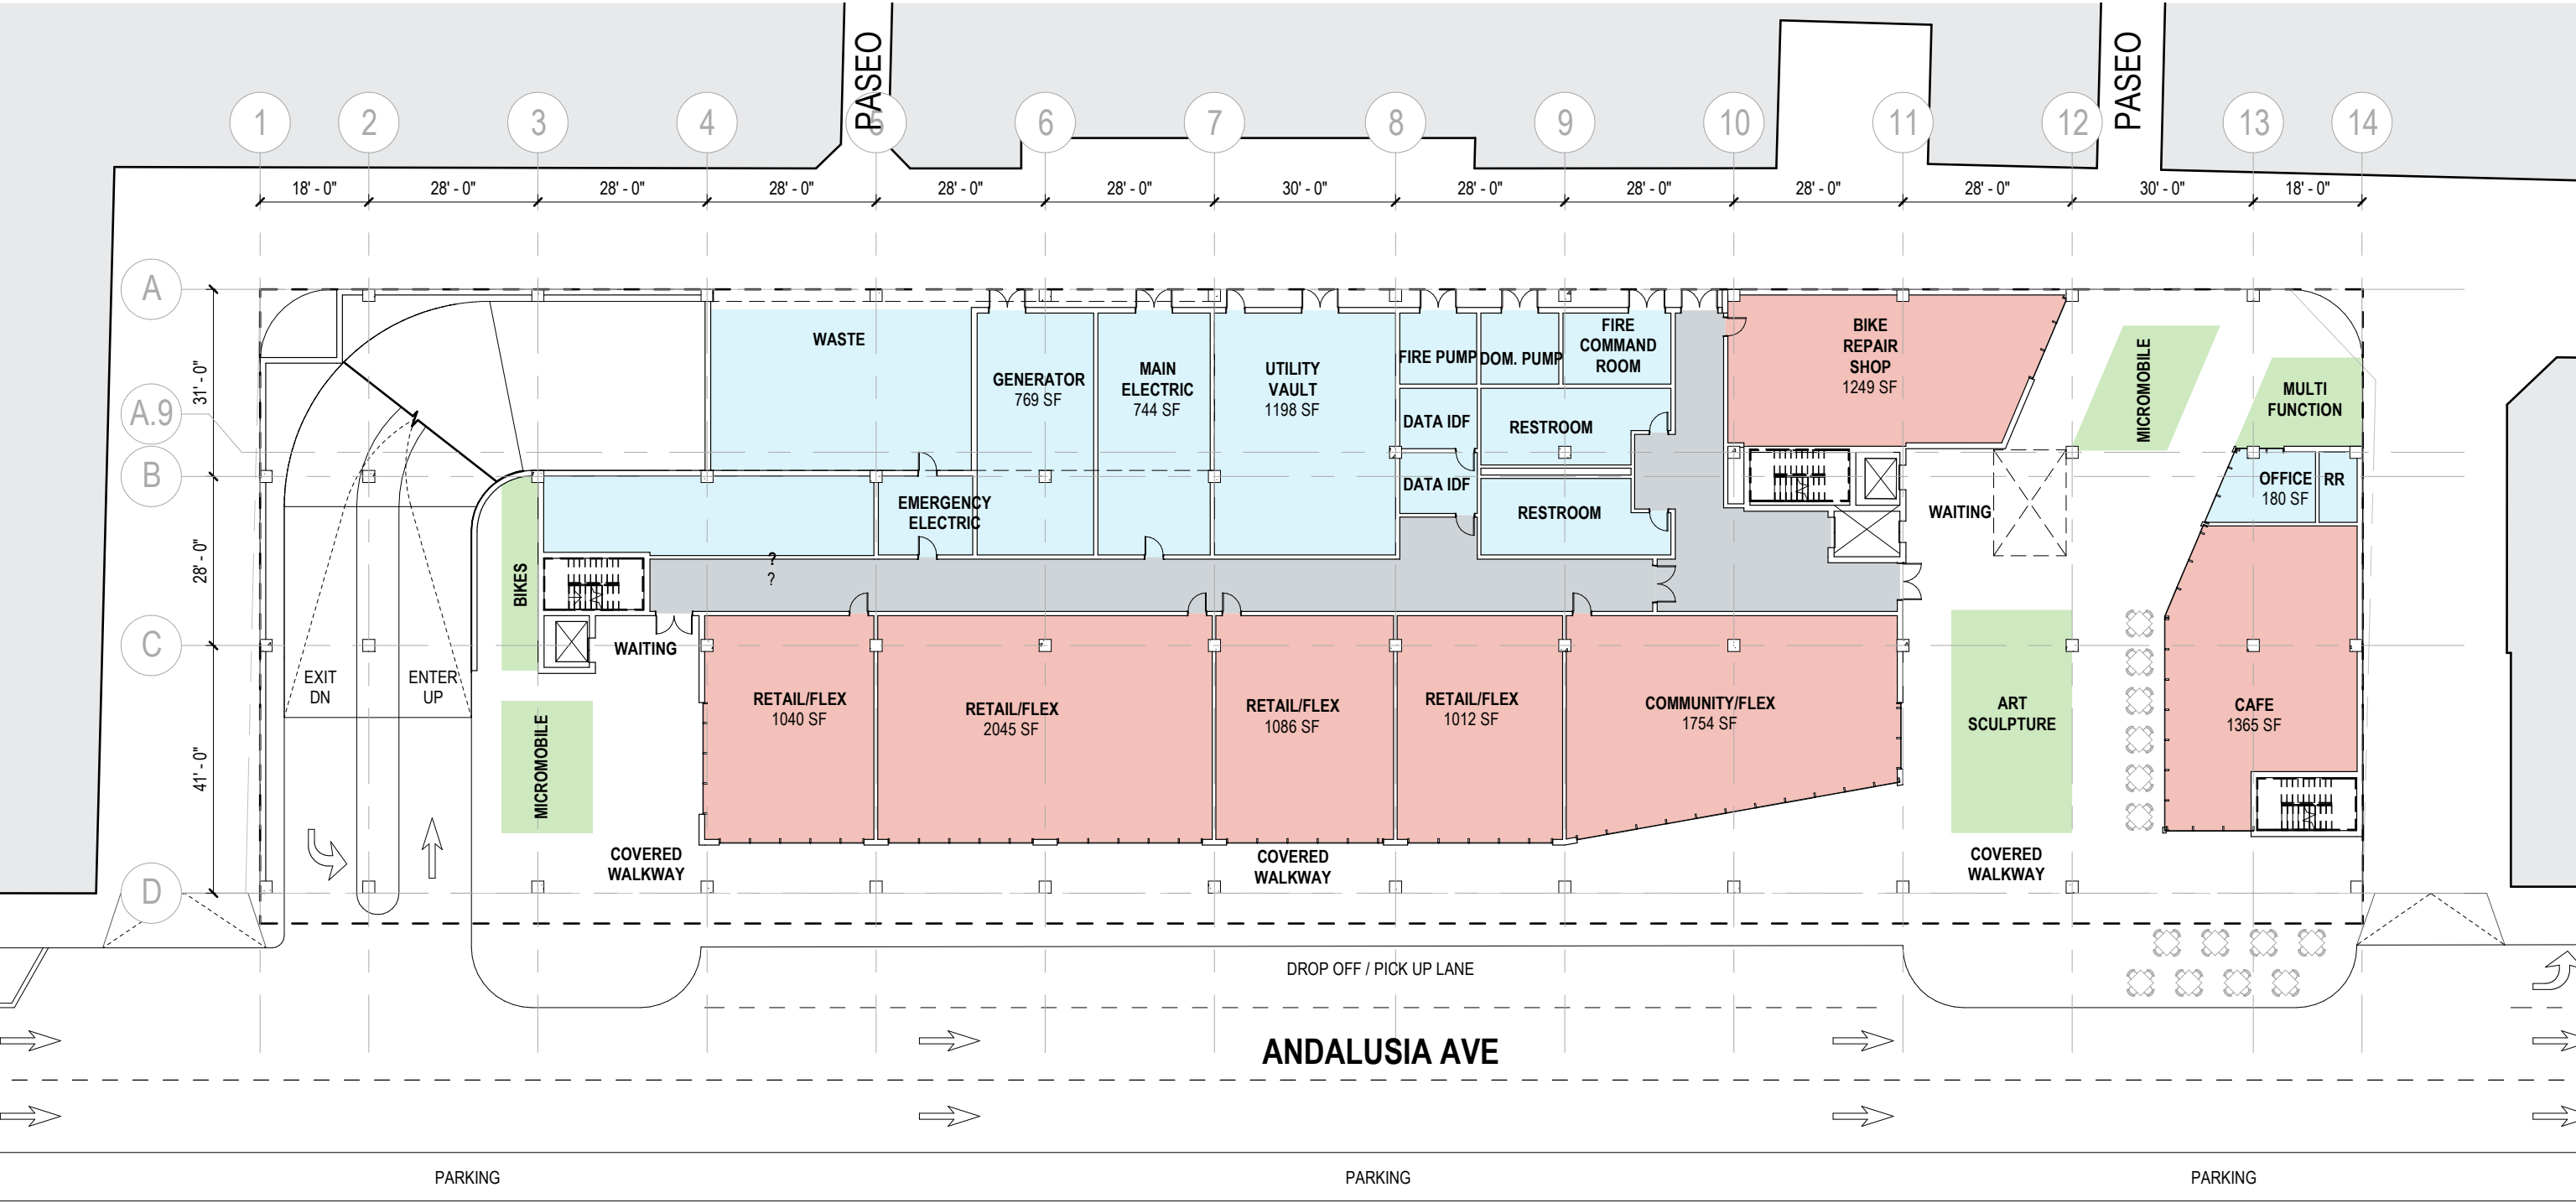 PASEO
PASEO
1
2
3
4
5
6
7
8
9
10
11
12
13
14
18' - 0"
28' - 0"
28' - 0"
28' - 0"
28' - 0"
28' - 0"
30' - 0"
28' - 0"
28' - 0"
28' - 0"
28' - 0"
30' - 0"
18' - 0"
A
A.9
B
C
D
31' - 0"
28' - 0"
41' - 0"
WASTE
GENERATOR
769 SF
MAIN
ELECTRIC
744 SF
UTILITY
VAULT
1198 SF
FIRE PUMP
DOM. PUMP
FIRE
COMMAND
ROOM
DATA IDF
RESTROOM
DATA IDF
RESTROOM
EMERGENCY
ELECTRIC
BIKE
REPAIR
SHOP
1249 SF
MICROMOBILE
MULTI
FUNCTION
OFFICE
180 SF
RR
WAITING
BIKES
?
?
WAITING
EXIT
DN
ENTER
UP
MICROMOBILE
RETAIL/FLEX
1040 SF
RETAIL/FLEX
2045 SF
RETAIL/FLEX
1086 SF
RETAIL/FLEX
1012 SF
COMMUNITY/FLEX
1754 SF
ART
SCULPTURE
CAFE
1365 SF
COVERED
WALKWAY
COVERED
WALKWAY
COVERED
WALKWAY
DROP OFF / PICK UP LANE
ANDALUSIA AVE
PARKING
PARKING
PARKING